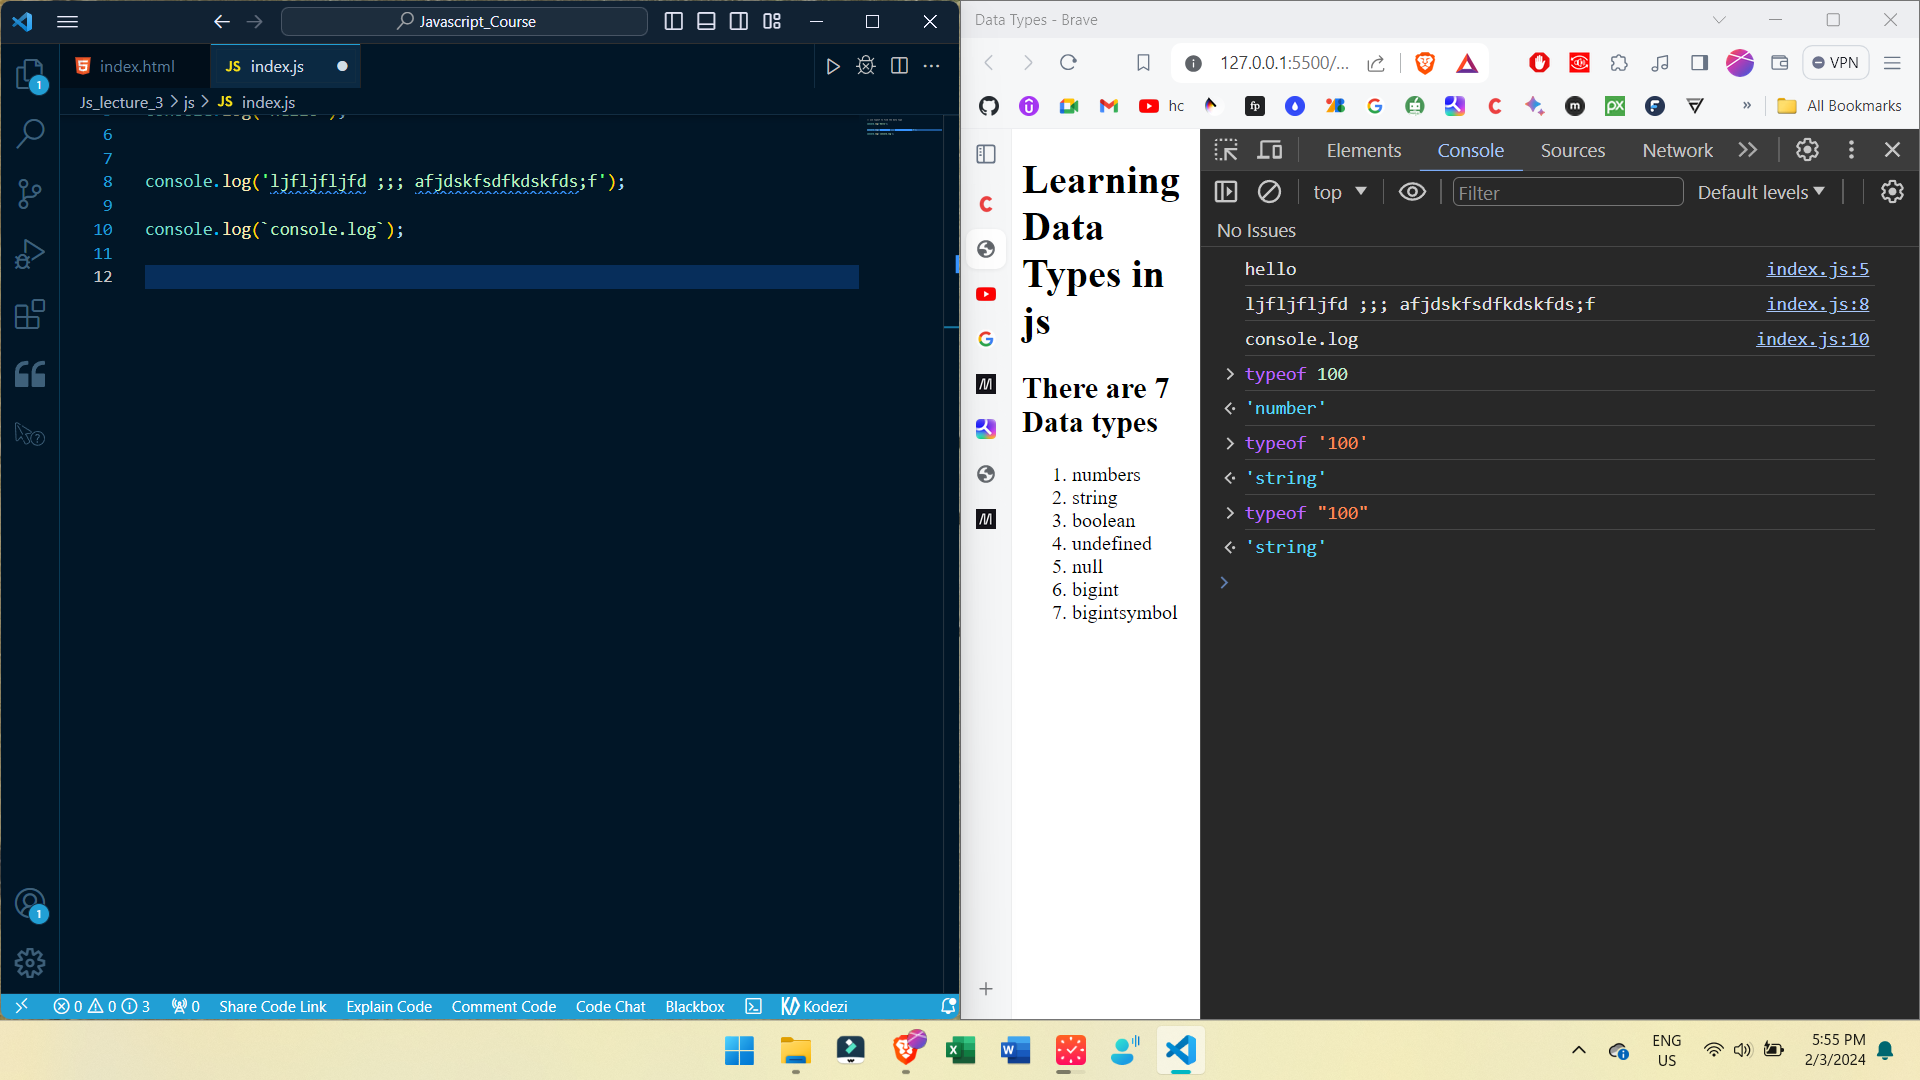 Javascript_Course
index.html
JS index.js
Js_lecture_3 > js > JS index.js
6
7
8 console.log('ljfljfljfd ;;; afjdskfsdfkdskfds;f');
9
10 console.log(`console.log`);
11
12
1
1
0 0 3
0
Share Code Link
Explain Code
Comment Code
Code Chat
Blackbox
Kodezi
Data Types - Brave
127.0.0.1:5500/...
VPN
hc
fp
m
px
»
All Bookmarks
Learning
Data
Types in
js
There are 7
Data types
1. numbers
2. string
3. boolean
4. undefined
5. null
6. bigint
7. bigintsymbol
Elements
Console
Sources
Network
top
Filter
Default levels
No Issues
hello index.js:5
ljfljfljfd ;;; afjdskfsdfkdskfds;f index.js:8
console.log index.js:10
typeof 100
'number'
typeof '100'
'string'
typeof "100"
'string'
ENG
US
5:55 PM
2/3/2024